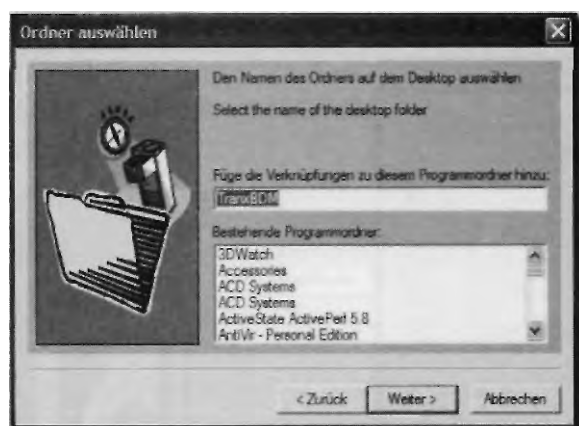 Ordner auswählen
Den Namen des Ordners auf dem Desktop auswählen
Select the name of the desktop folder
Füge die Verknüpfungen zu diesem Programmordner hinzu:
TranxBDM
Bestehende Programmordner:
3DWatch
Accessories
ACD Systems
ACD Systems
ActiveState ActivePerl 5.8
AntiVir - Personal Edition
< Zurück
Weiter >
Abbrechen